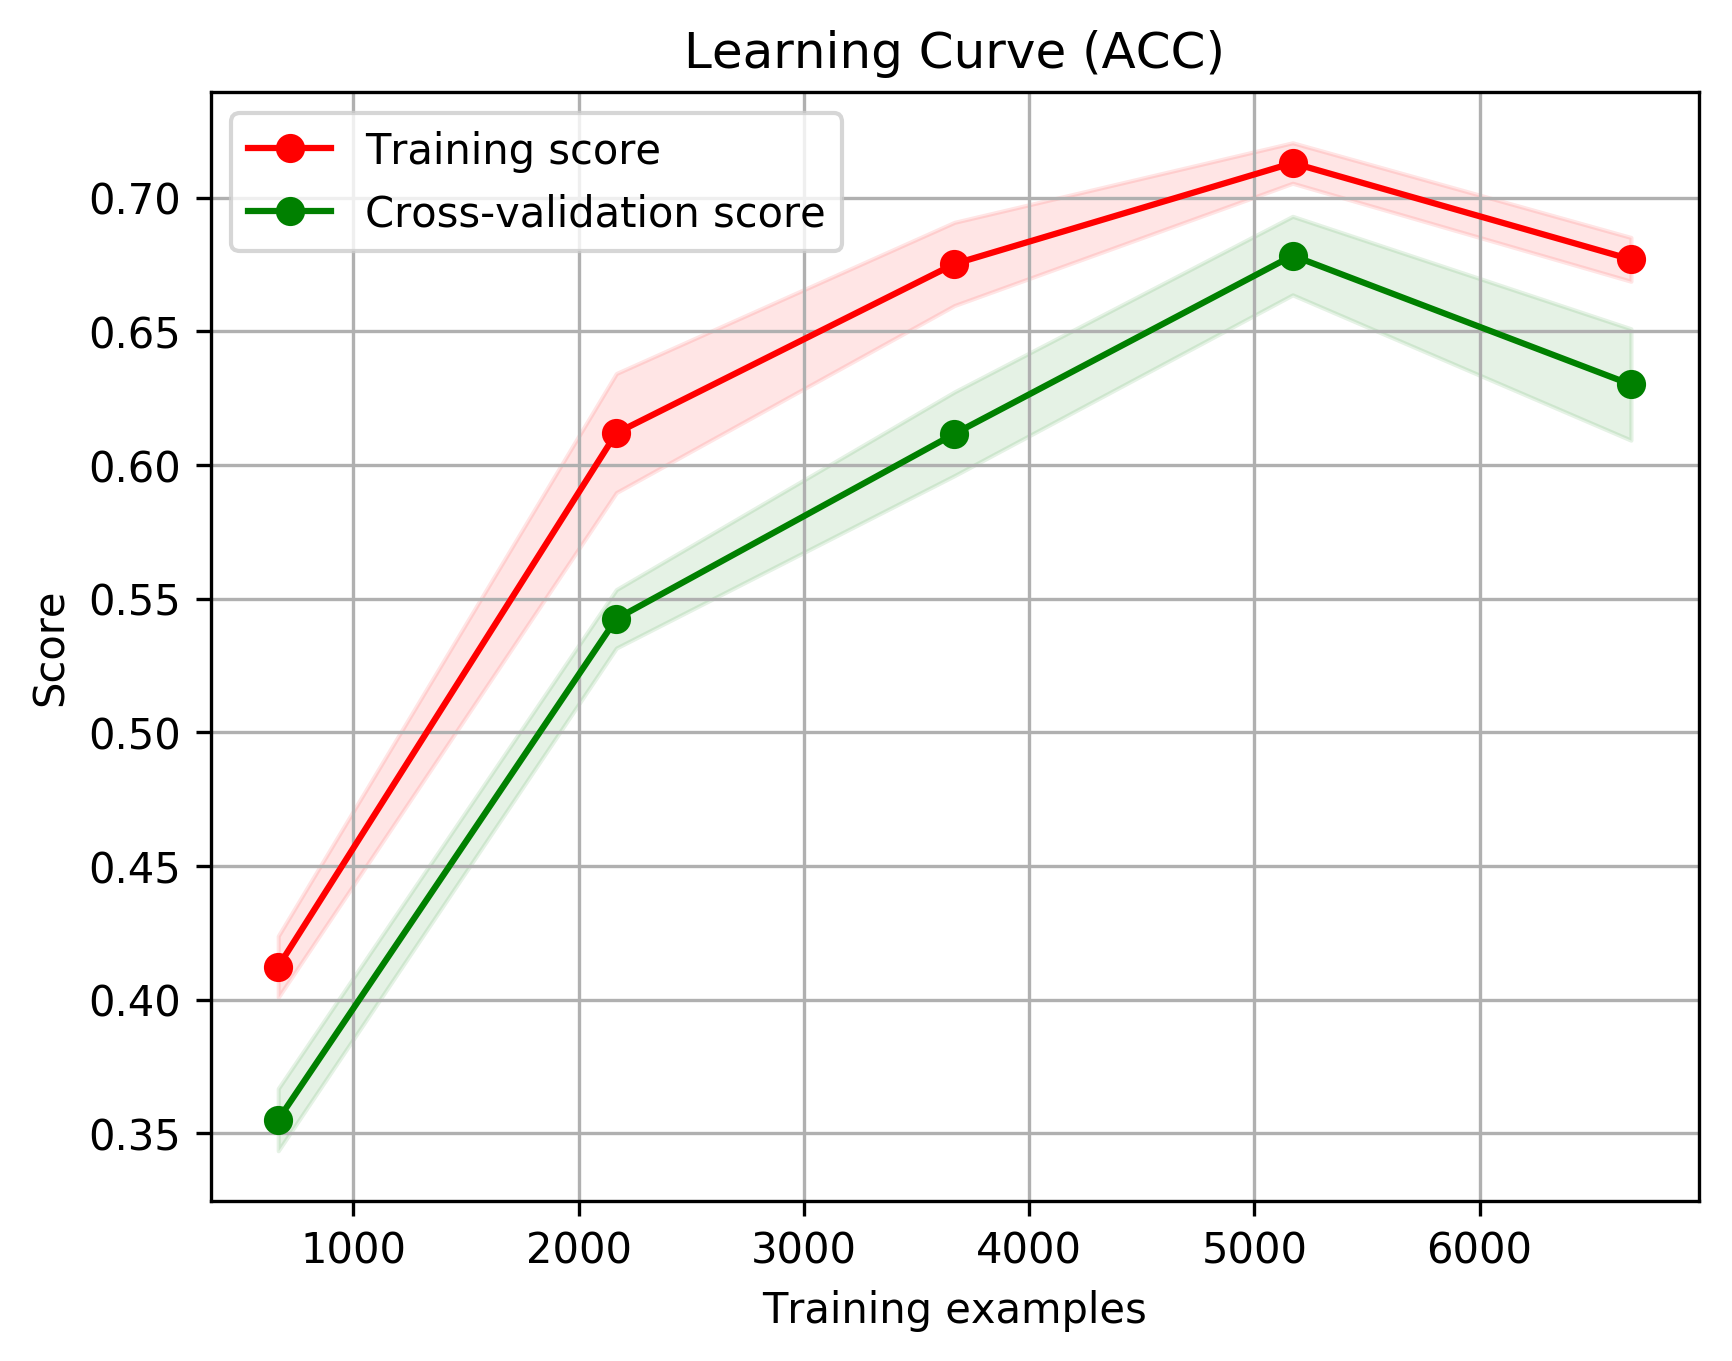 Learning Curve (ACC)
Training score
Cross-validation score
0.70
0.65
0.60
0.55
0.50
0.45
0.40
0.35
Score
1000 2000 3000 4000 5000 6000
Training examples